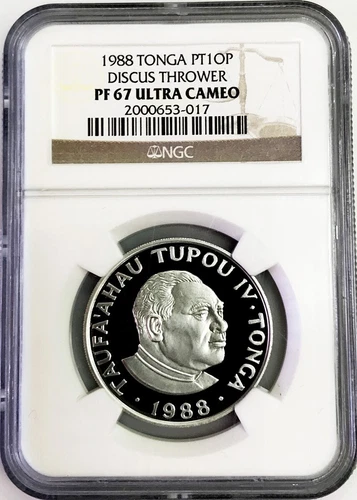 1988 TONGA PT10P
DISCUS THROWER
PF 67 ULTRA CAMEO
2000653-017
NGC
TAUFA'AHAU TUPOU IV · TONGA
· 1988 ·